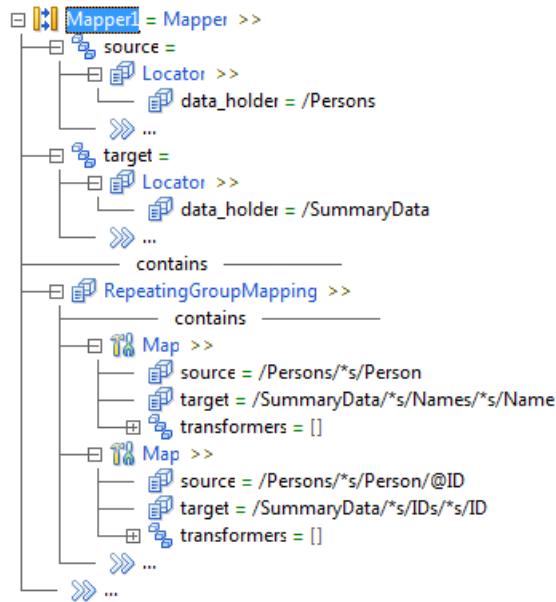 Mapper1 = Mapper >>
source =
Locator >>
data_holder = /Persons
...
target =
Locator >>
data_holder = /SummaryData
...
contains
RepeatingGroupMapping >>
contains
Map >>
source = /Persons/*s/Person
target = /SummaryData/*s/Names/*s/Name
transformers = []
Map >>
source = /Persons/*s/Person/@ID
target = /SummaryData/*s/IDs/*s/ID
transformers = []
...
...